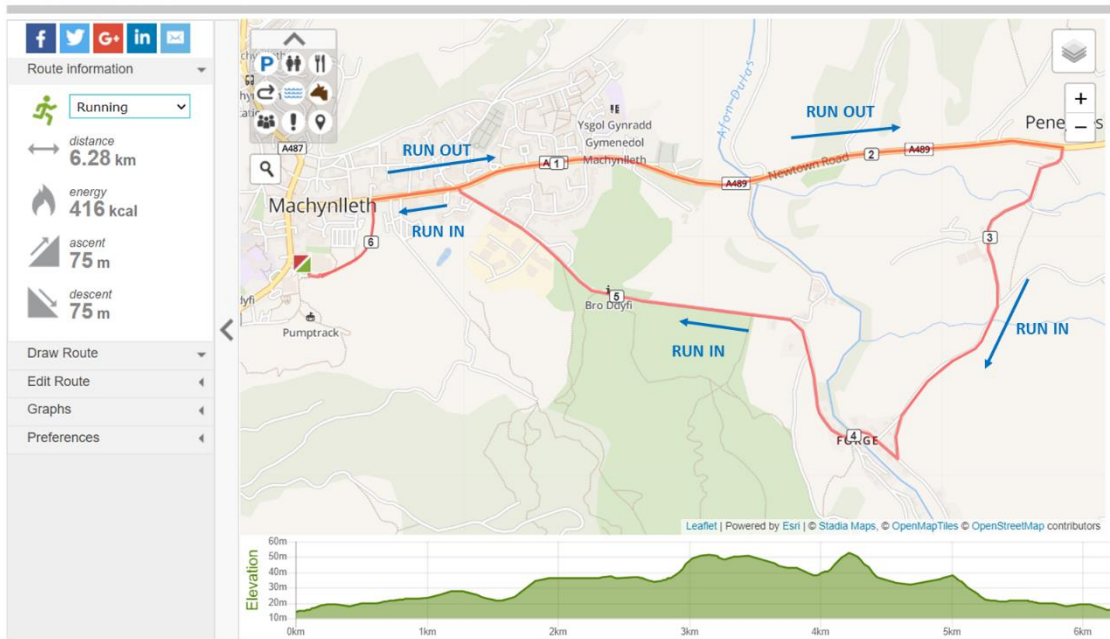 f G+ in
Route information
Running
distance
6.28 km
energy
416 kcal
ascent
75 m
descent
75 m
Draw Route
Edit Route
Graphs
Preferences
P
A487
RUN OUT
RUN OUT
Ysgol Gynradd
Gymenedol
Machynlleth
1
2
A489
Newtown Road
A489
Afon-Dulas
+
−
Machynlleth
RUN IN
6
3
RUN IN
5
Bro Ddyfi
RUN IN
Pumptrack
4
FORGE
Leaflet | Powered by Esri | © Stadia Maps, © OpenMapTiles © OpenStreetMap contributors
Elevation
60m
50m
40m
30m
20m
10m
0km 1km 2km 3km 4km 5km 6km